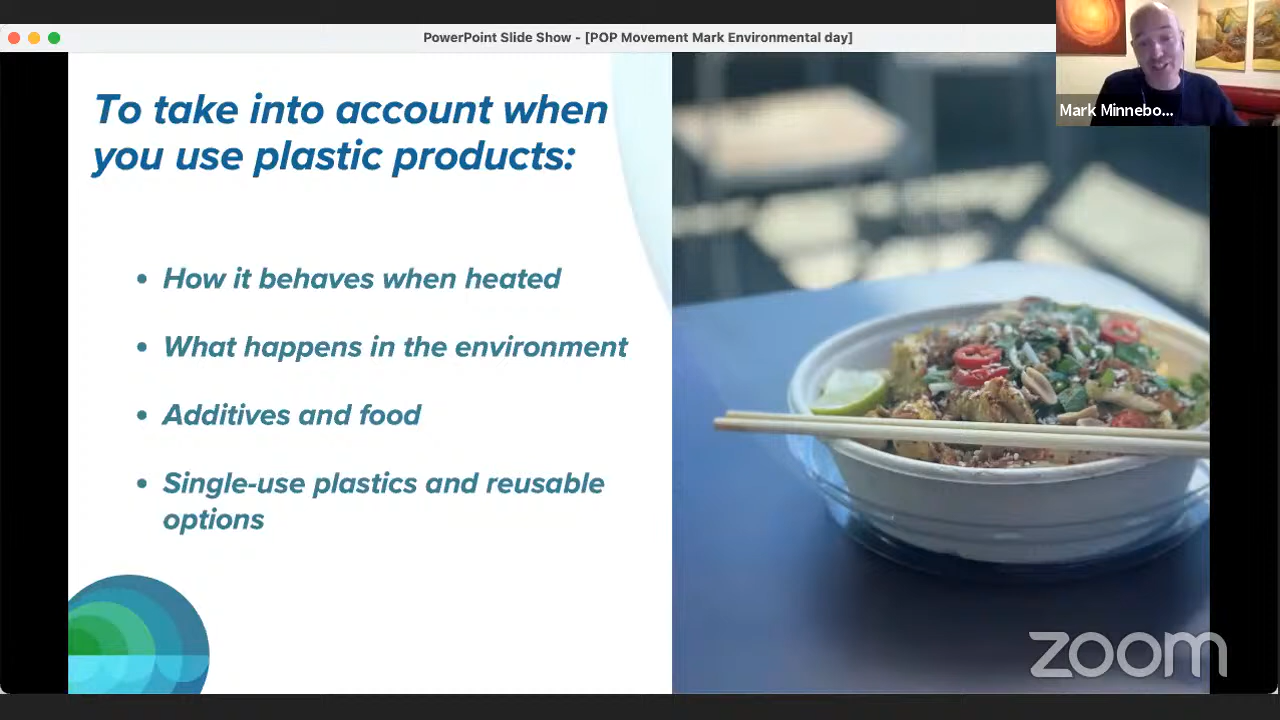 PowerPoint Slide Show - [POP Movement Mark Environmental day]
Mark Minnebo...
To take into account when
you use plastic products:
• How it behaves when heated
• What happens in the environment
• Additives and food
• Single-use plastics and reusable
options
zoom